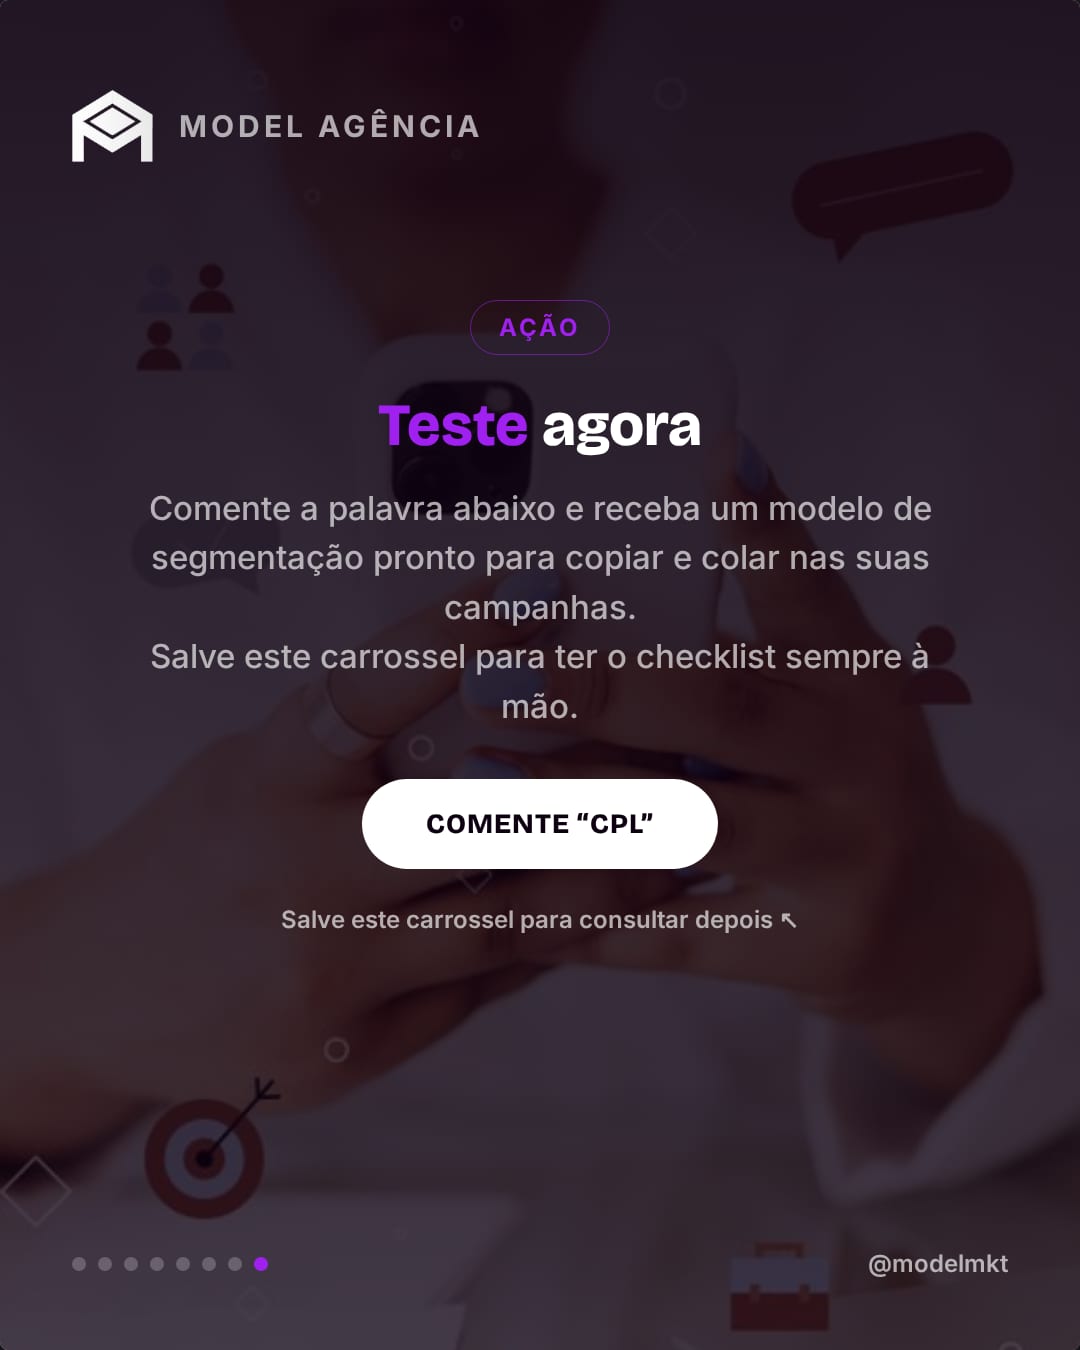 MODEL AGÊNCIA
AÇÃO
Teste agora
Comente a palavra abaixo e receba um modelo de
segmentação pronto para copiar e colar nas suas
campanhas.
Salve este carrossel para ter o checklist sempre à
mão.
COMENTE “CPL”
Salve este carrossel para consultar depois ↖
@modelmkt